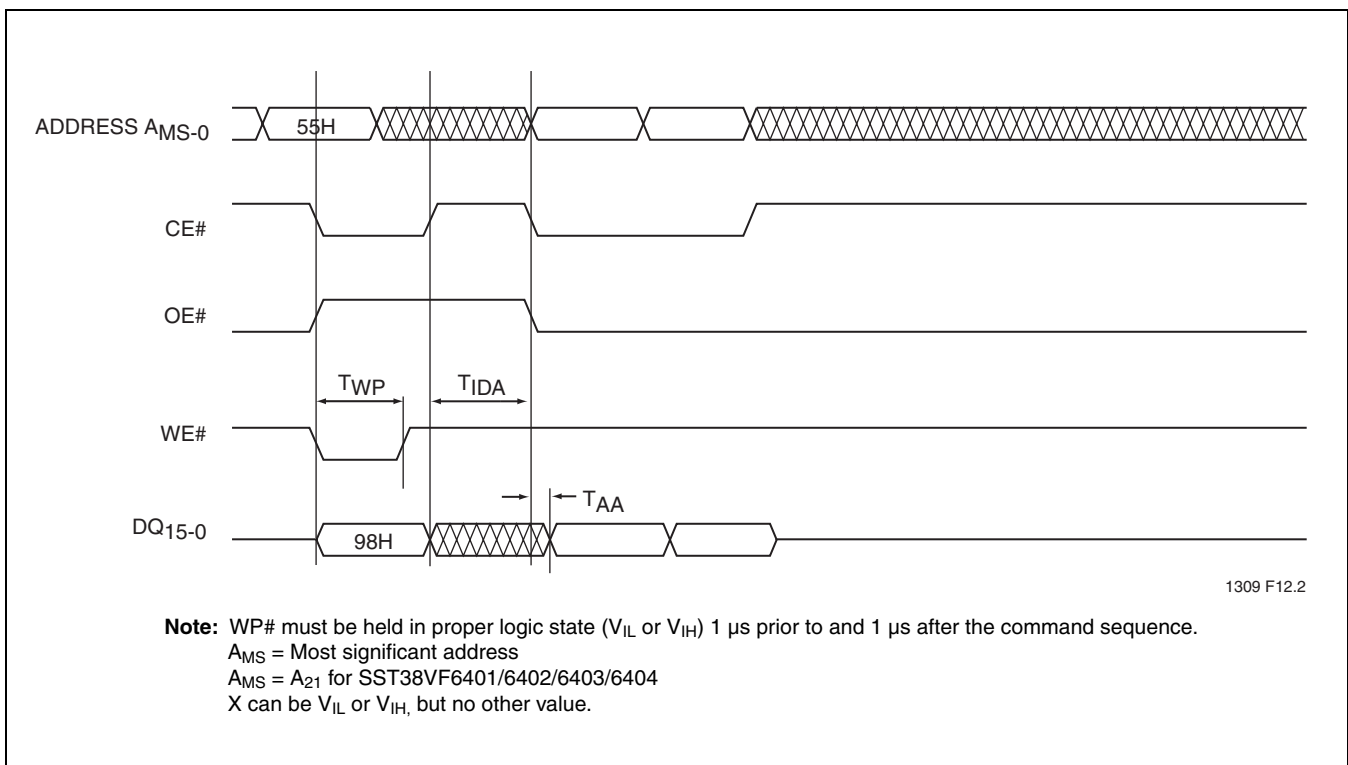 ADDRESS AMS-0
55H
CE#
OE#
TWP TIDA
WE#
TAA
DQ15-0
98H
1309 F12.2
Note: WP# must be held in proper logic state (VIL or VIH) 1 µs prior to and 1 µs after the command sequence.
AMS = Most significant address
AMS = A21 for SST38VF6401/6402/6403/6404
X can be VIL or VIH, but no other value.